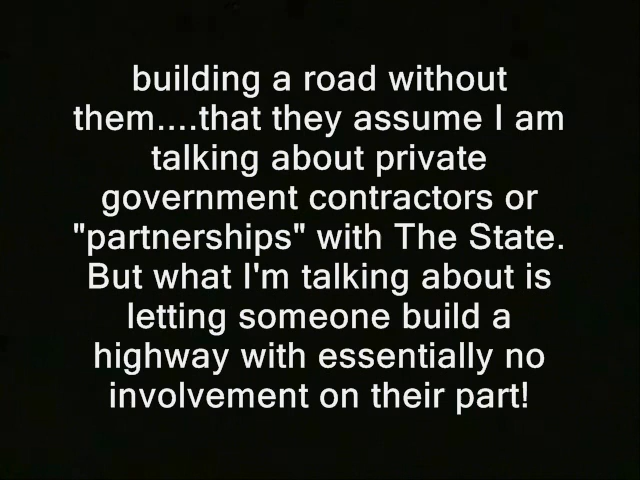 building a road without
them....that they assume I am
talking about private
government contractors or
"partnerships" with The State.
But what I'm talking about is
letting someone build a
highway with essentially no
involvement on their part!